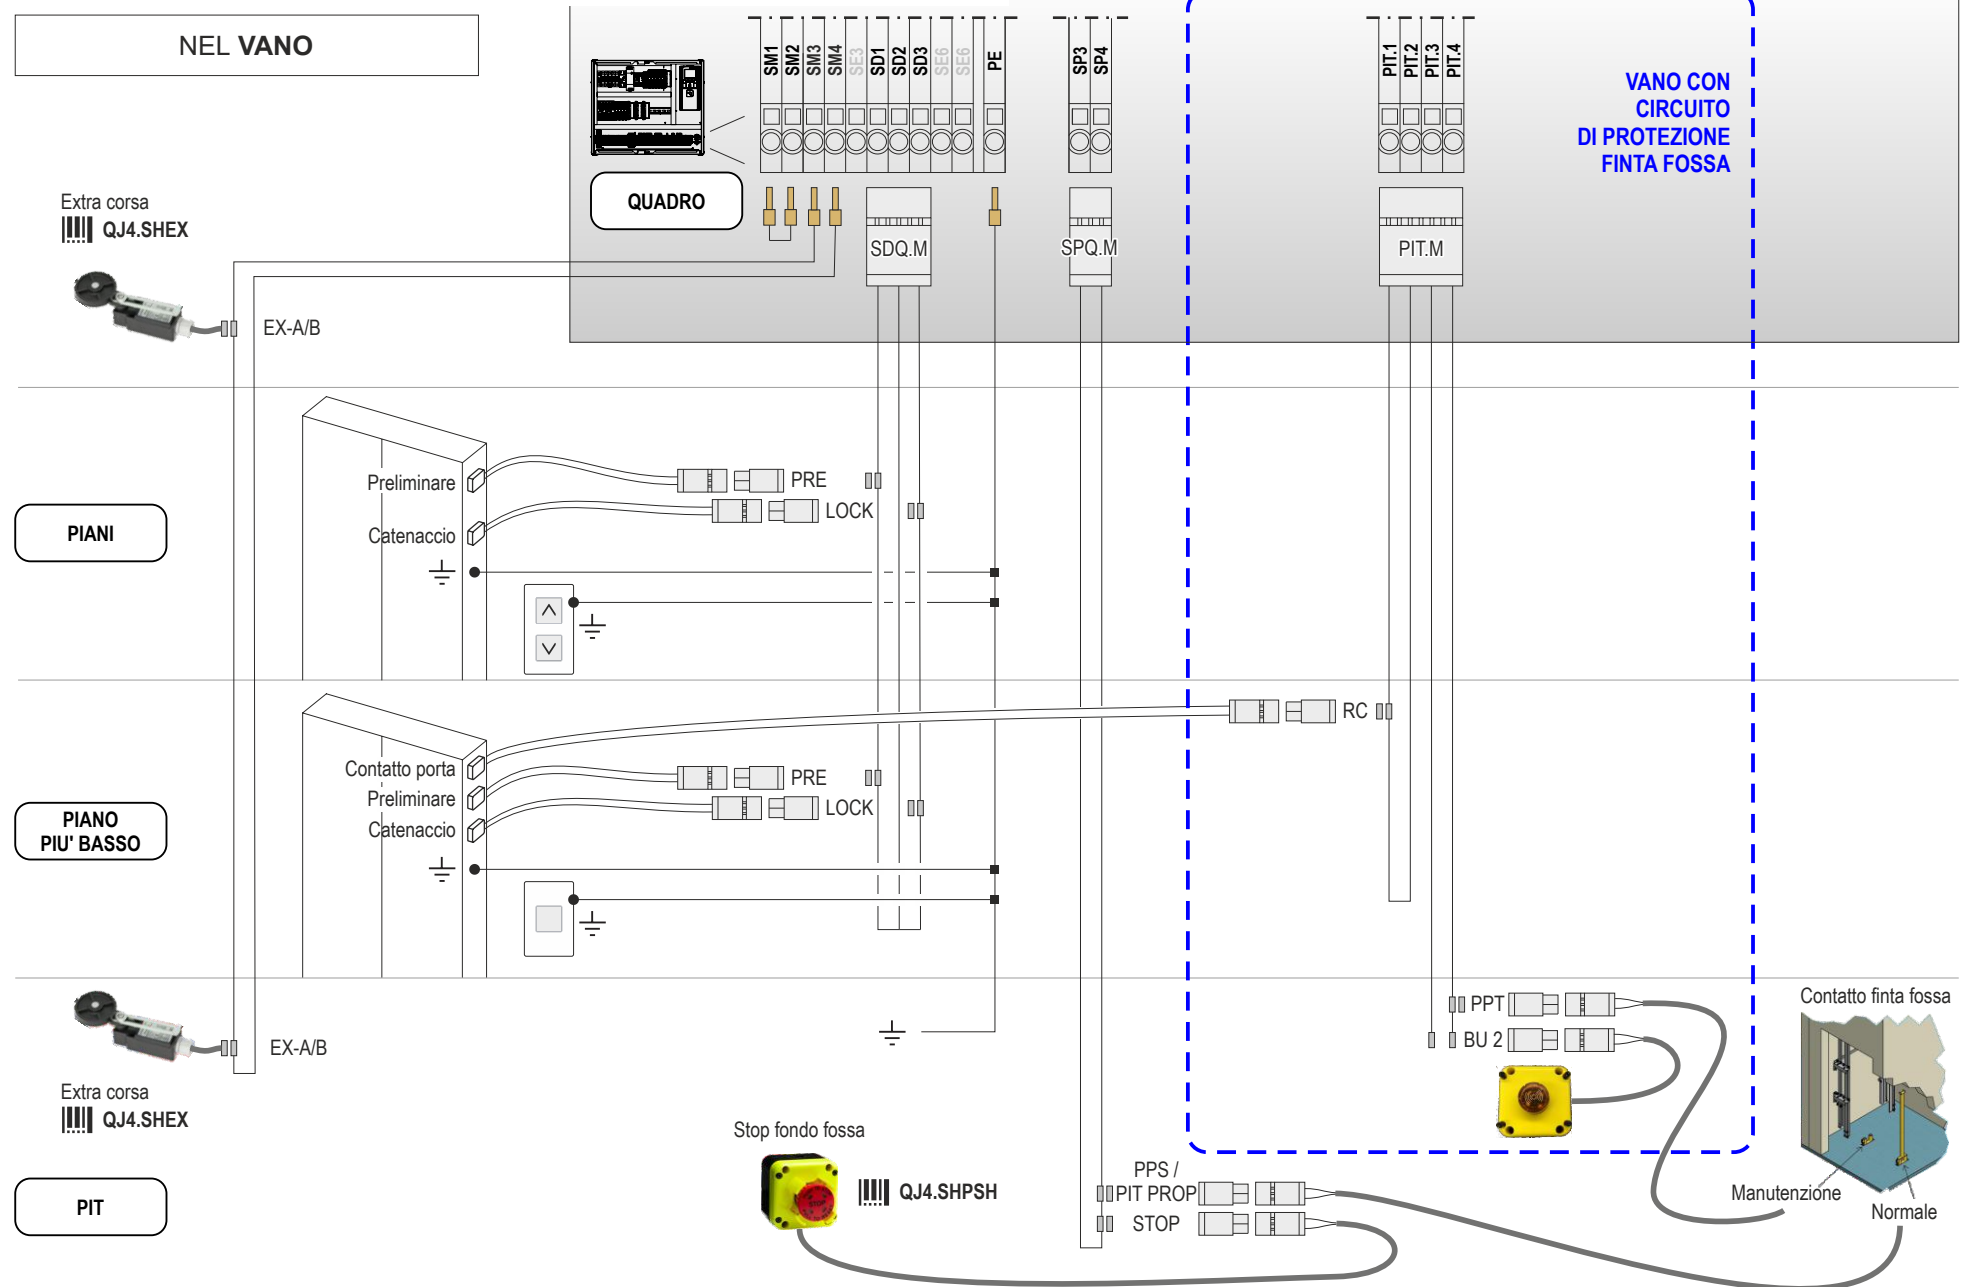 NEL VANO
SM1
SM2
SM3
SM4
SE3
SD1
SD2
SD3
SE6
SE6
PE
SP3
SP4
PIT.1
PIT.2
PIT.3
PIT.4
VANO CON
CIRCUITO
DI PROTEZIONE
FINTA FOSSA
QUADRO
Extra corsa
QJ4.SHEX
SDQ.M
SPQ.M
PIT.M
EX-A/B
Preliminare
PRE
LOCK
Catenaccio
PIANI
RC
Contatto porta
Preliminare
PRE
LOCK
Catenaccio
PIANO
PIU' BASSO
PPT
BU 2
Contatto finta fossa
EX-A/B
Extra corsa
QJ4.SHEX
Stop fondo fossa
STOP
QJ4.SHPSH
PPS /
PIT PROP
STOP
Manutenzione
Normale
PIT